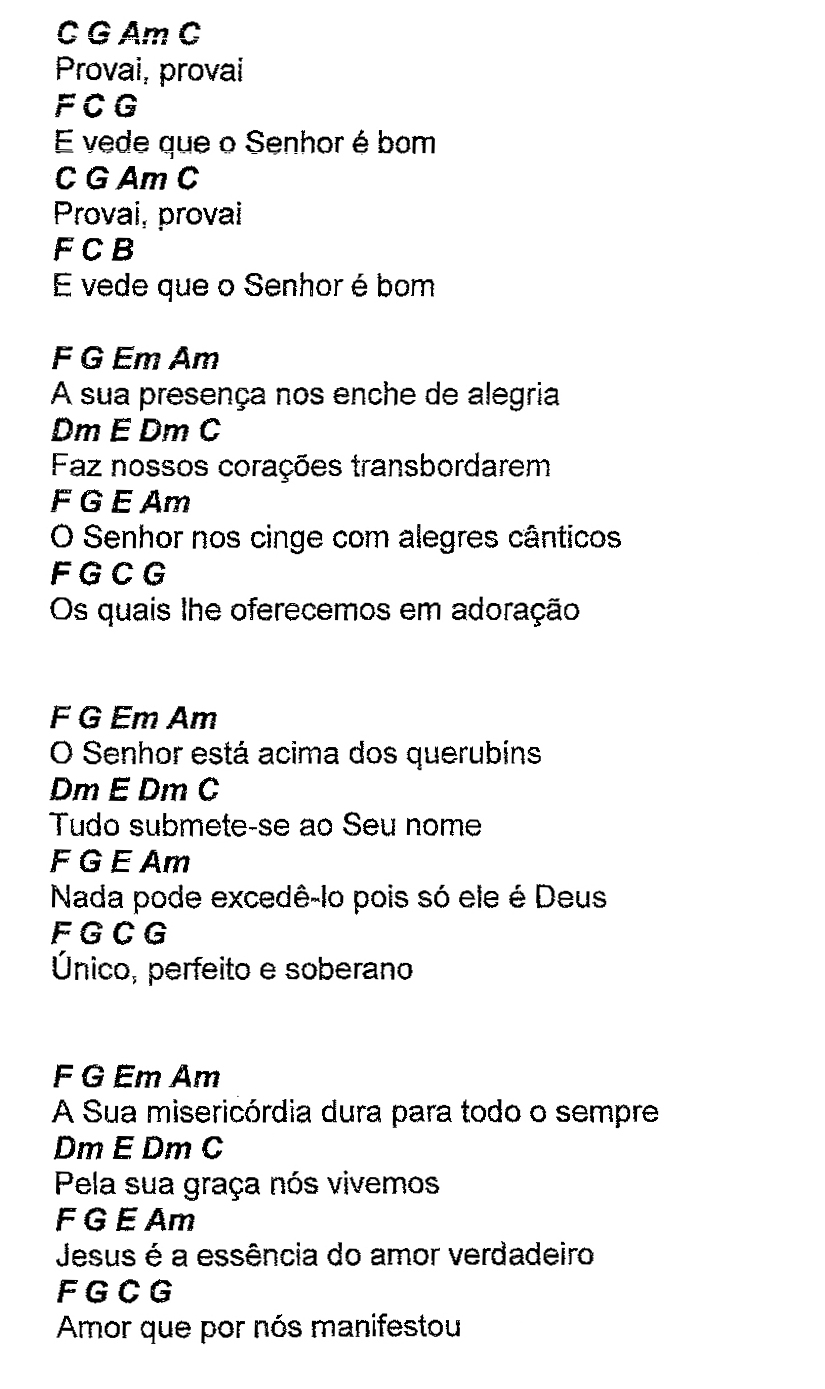 C G Am C
Provai, provai
F C G
E vede que o Senhor é bom
C G Am C
Provai, provai
F C B
E vede que o Senhor é bom
F G Em Am
A sua presença nos enche de alegria
Dm E Dm C
Faz nossos corações transbordarem
F G E Am
O Senhor nos cinge com alegres cânticos
F G C G
Os quais lhe oferecemos em adoração
F G Em Am
O Senhor está acima dos querubins
Dm E Dm C
Tudo submete-se ao Seu nome
F G E Am
Nada pode excedê-lo pois só ele é Deus
F G C G
Único, perfeito e soberano
F G Em Am
A Sua misericórdia dura para todo o sempre
Dm E Dm C
Pela sua graça nós vivemos
F G E Am
Jesus é a essência do amor verdadeiro
F G C G
Amor que por nós manifestou